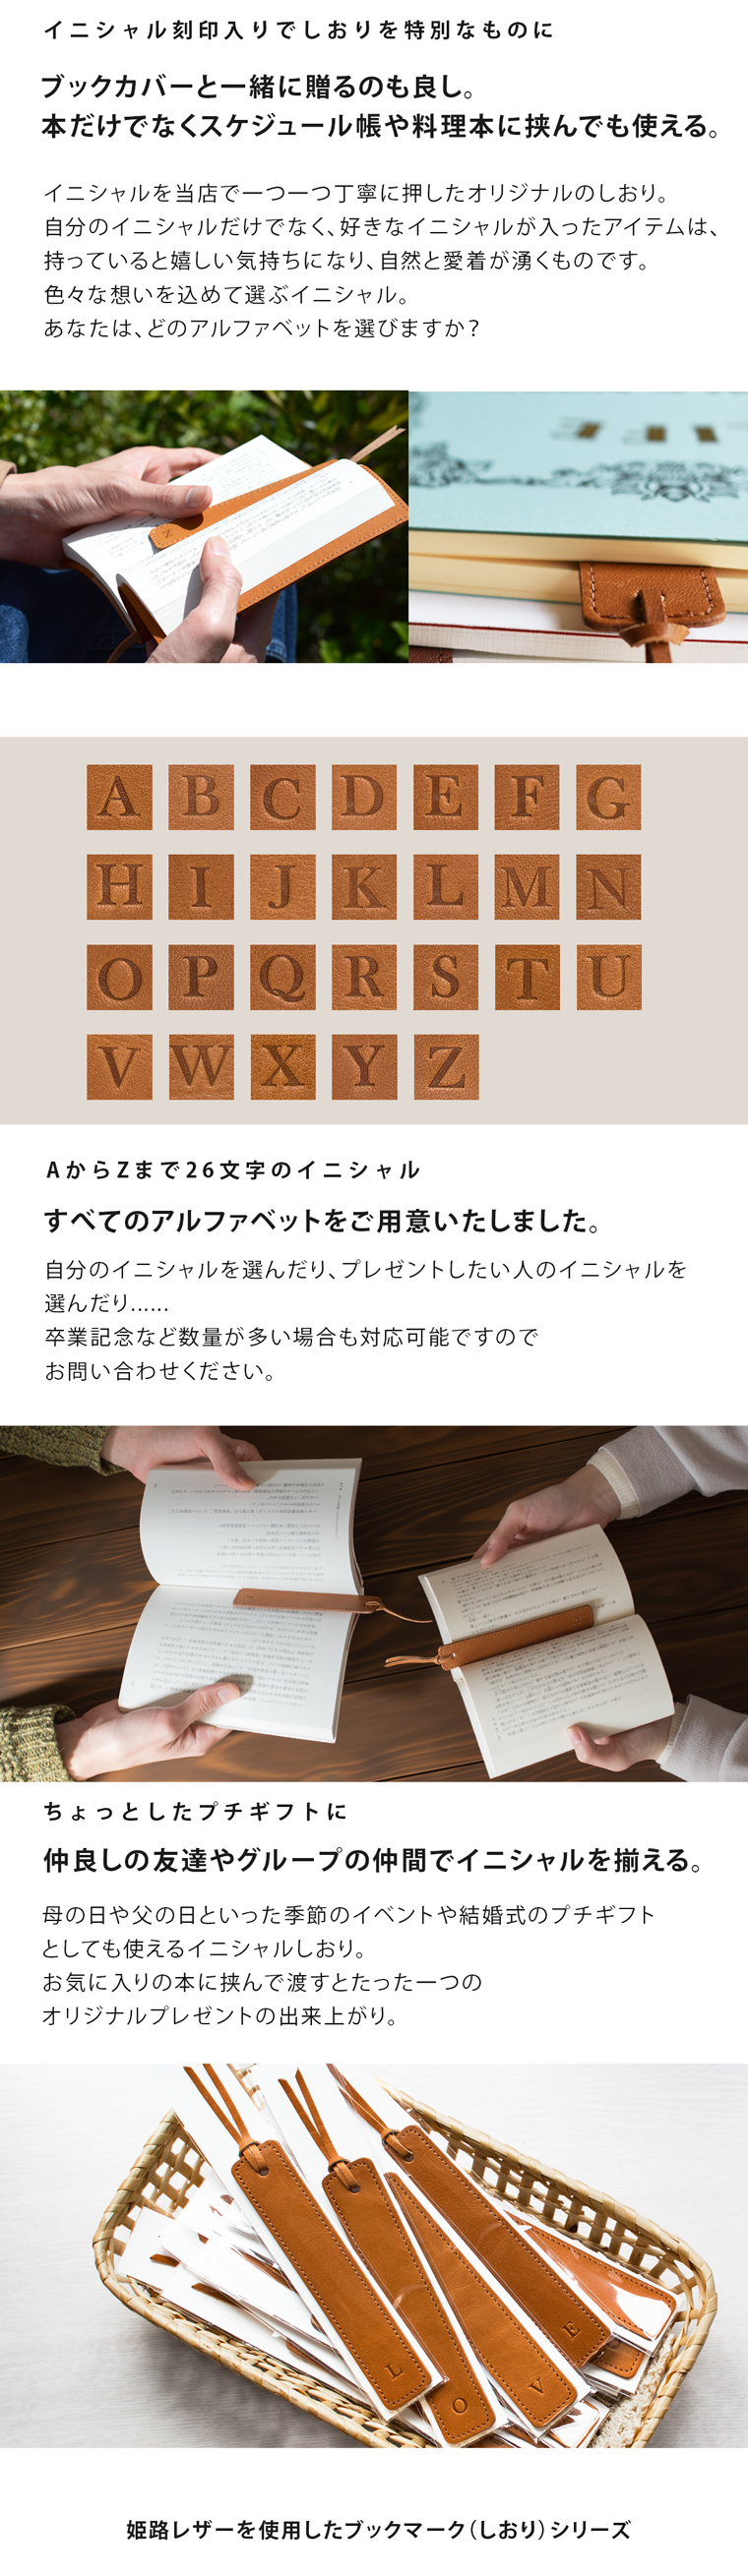 イニシャル刻印入りでしおりを特別なものに
ブックカバーと一緒に贈るのも良し。
本だけでなくスケジュール帳や料理本に挟んでも使える。
イニシャルを当店で一つ一つ丁寧に押したオリジナルのしおり。
自分のイニシャルだけでなく、好きなイニシャルが入ったアイテムは、
持っていると嬉しい気持ちになり、自然と愛着が湧くものです。
色々な想いを込めて選ぶイニシャル。
あなたは、どのアルファベットを選びますか？
N
A B C D E F G
H I J K L M N
O P Q R S T U
V W X Y Z
AからZまで26文字のイニシャル
すべてのアルファベットをご用意いたしました。
自分のイニシャルを選んだり、プレゼントしたい人のイニシャルを
選んだり......
卒業記念など数量が多い場合も対応可能ですので
お問い合わせください。
ちょっとしたプチギフトに
仲良しの友達やグループの仲間でイニシャルを揃える。
母の日や父の日といった季節のイベントや結婚式のプチギフト
としても使えるイニシャルしおり。
お気に入りの本に挟んで渡すとたった一つの
オリジナルプレゼントの出来上がり。
L O V E
姫路レザーを使用したブックマーク（しおり）シリーズ